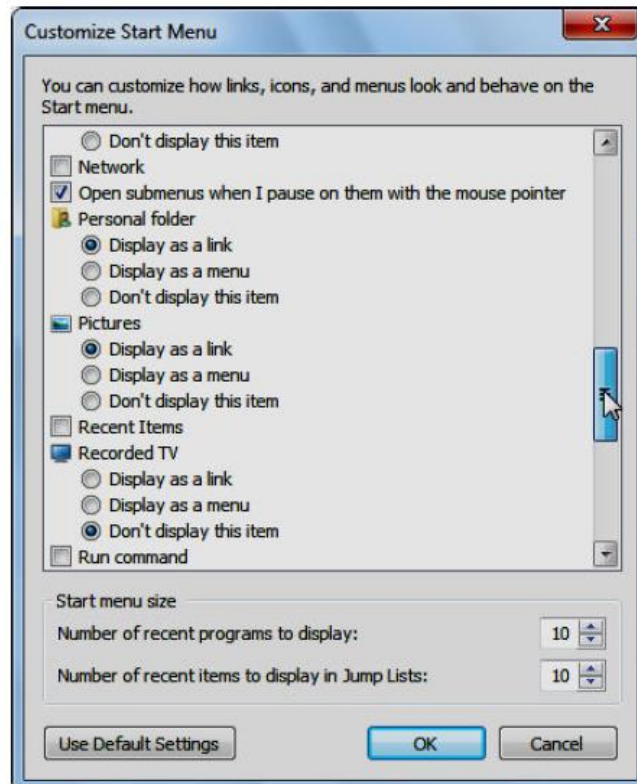 Customize Start Menu
You can customize how links, icons, and menus look and behave on the
Start menu.
Don't display this item
Network
Open submenus when I pause on them with the mouse pointer
Personal folder
Display as a link
Display as a menu
Don't display this item
Pictures
Display as a link
Display as a menu
Don't display this item
Recent Items
Recorded TV
Display as a link
Display as a menu
Don't display this item
Run command
Start menu size
Number of recent programs to display: 10
Number of recent items to display in Jump Lists: 10
Use Default Settings OK Cancel